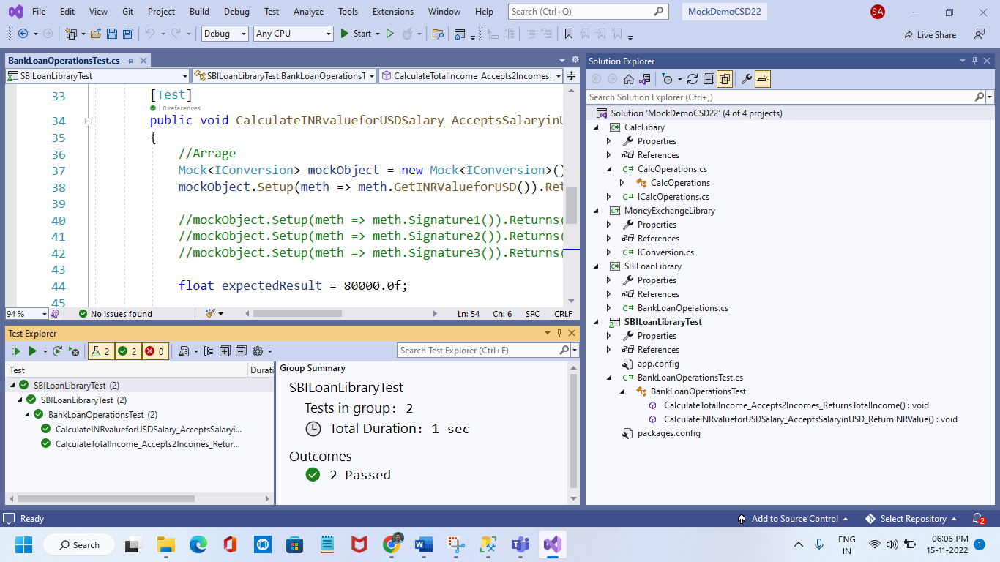 File Edit View Git Project Build Debug Test Analyze Tools Extensions Window Help Search (Ctrl+Q) MockDemoCSD22 SA
Debug Any CPU Start Live Share
BankLoanOperationsTest.cs
SBILoanLibraryTest SBILoanLibraryTest.BankLoanOperationsT CalculateTotalIncome_Accepts2Incomes_
33 [Test]
0 references
34 public void CalculateINRvalueforUSDSalary_AcceptsSalaryinU
35 {
36 //Arrage
37 Mock<IConversion> mockObject = new Mock<IConversion>()
38 mockObject.Setup(meth => meth.GetINRValueforUSD()).Ret
39
40 //mockObject.Setup(meth => meth.Signature1()).Returns(
41 //mockObject.Setup(meth => meth.Signature2()).Returns(
42 //mockObject.Setup(meth => meth.Signature3()).Returns(
43
44 float expectedResult = 80000.0f;
45
94 % No issues found Ln: 54 Ch: 6 SPC CRLF
Test Explorer
2 2 0 Search Test Explorer (Ctrl+E)
Test Durati
SBILoanLibraryTest (2)
SBILoanLibraryTest (2)
BankLoanOperationsTest (2)
CalculateINRvalueforUSDSalary_AcceptsSalaryi...
CalculateTotalIncome_Accepts2Incomes_Retur...
Group Summary
SBILoanLibraryTest
Tests in group: 2
Total Duration: 1 sec
Outcomes
2 Passed
Solution Explorer
Search Solution Explorer (Ctrl+;)
Solution 'MockDemoCSD22' (4 of 4 projects)
C# CalcLibary
Properties
References
C# CalcOperations.cs
CalcOperations
C# ICalcOperations.cs
C# MoneyExchangeLibrary
Properties
References
C# IConversion.cs
C# SBILoanLibrary
Properties
References
C# BankLoanOperations.cs
SBILoanLibraryTest
Properties
References
app.config
C# BankLoanOperationsTest.cs
BankLoanOperationsTest
CalculateTotalIncome_Accepts2Incomes_ReturnsTotalIncome() : void
CalculateINRvalueforUSDSalary_AcceptsSalaryinUSD_ReturnINRValue() : void
packages.config
Ready Add to Source Control Select Repository 2
Search ENG IN 06:06 PM 15-11-2022 1